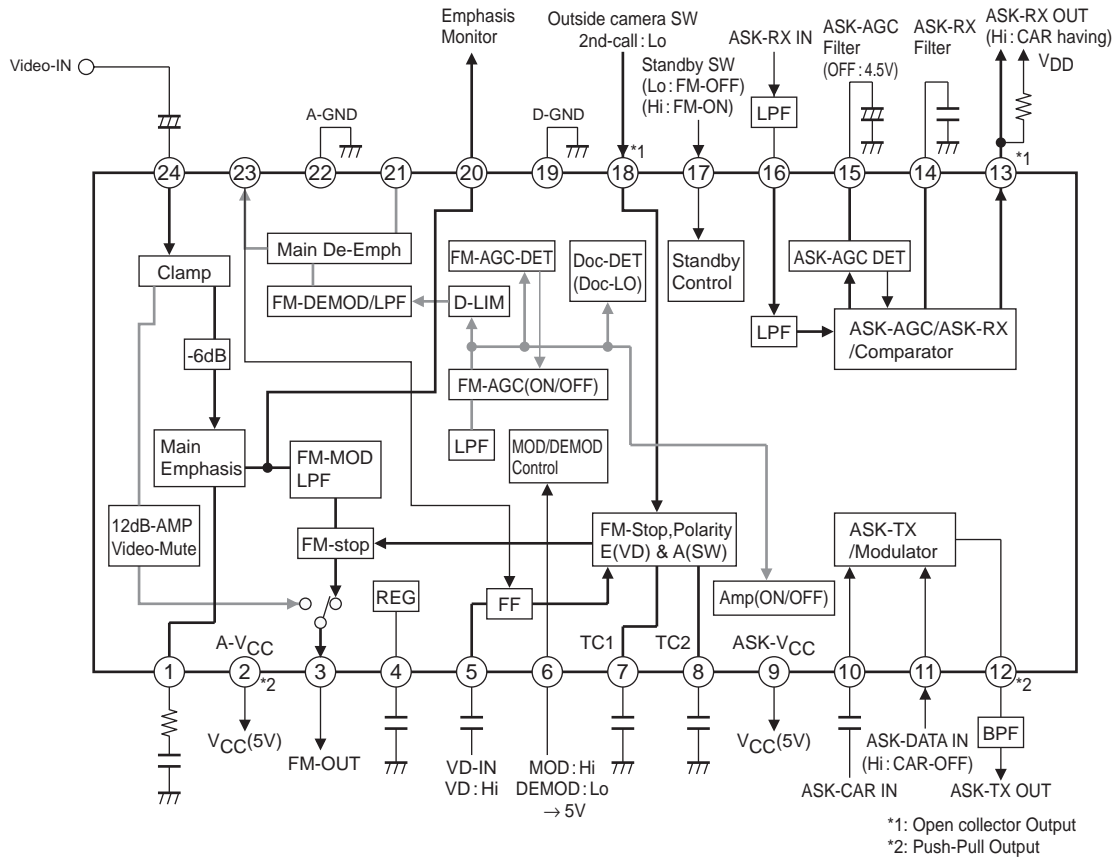 Emphasis
Monitor
Outside camera SW
2nd-call : Lo
Standby SW
(Lo : FM-OFF)
(Hi : FM-ON)
ASK-RX IN
ASK-AGC
Filter
(OFF : 4.5V)
ASK-RX
Filter
ASK-RX OUT
(Hi : CAR having)
VDD
Video-IN
A-GND
D-GND
LPF
*1
*1
24
23
22
21
20
19
18
17
16
15
14
13
Clamp
Main De-Emph
FM-AGC-DET
Doc-DET
(Doc-LO)
Standby
Control
ASK-AGC DET
FM-DEMOD/LPF
D-LIM
LPF
ASK-AGC/ASK-RX
/Comparator
-6dB
FM-AGC(ON/OFF)
Main
Emphasis
FM-MOD
LPF
LPF
MOD/DEMOD
Control
12dB-AMP
Video-Mute
FM-stop
FM-Stop,Polarity
E(VD) & A(SW)
ASK-TX
/Modulator
REG
FF
Amp(ON/OFF)
A-VCC
TC1
TC2
ASK-VCC
1
2
3
4
5
6
7
8
9
10
11
12
*2
*2
VCC(5V)
FM-OUT
VD-IN
VD : Hi
MOD : Hi
DEMOD : Lo
→ 5V
VCC(5V)
ASK-DATA IN
(Hi : CAR-OFF)
ASK-CAR IN
BPF
ASK-TX OUT
*1: Open collector Output
*2: Push-Pull Output